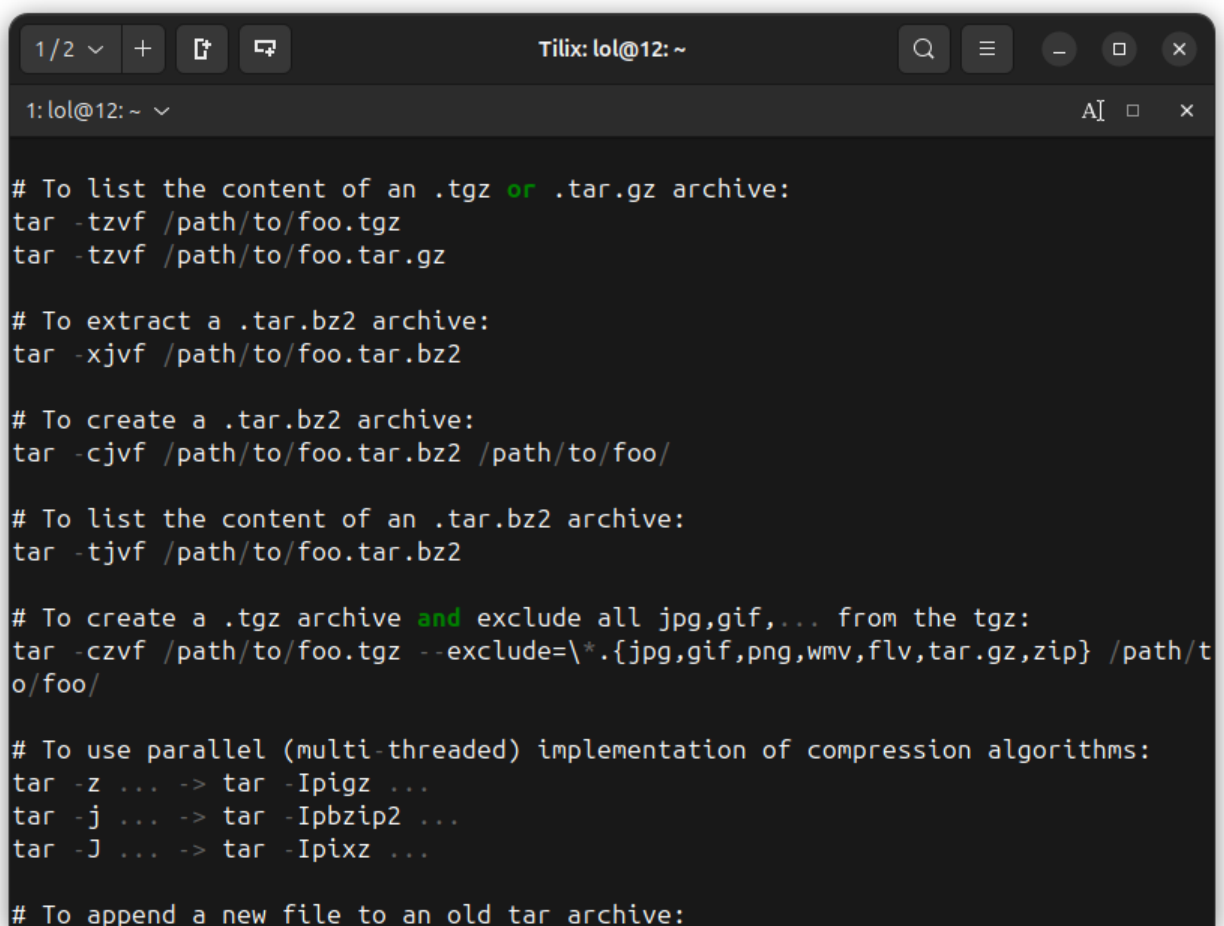 1/2
Tilix: lol@12: ~
1: lol@12: ~
# To list the content of an .tgz or .tar.gz archive:
tar -tzvf /path/to/foo.tgz
tar -tzvf /path/to/foo.tar.gz
# To extract a .tar.bz2 archive:
tar -xjvf /path/to/foo.tar.bz2
# To create a .tar.bz2 archive:
tar -cjvf /path/to/foo.tar.bz2 /path/to/foo/
# To list the content of an .tar.bz2 archive:
tar -tjvf /path/to/foo.tar.bz2
# To create a .tgz archive and exclude all jpg,gif,... from the tgz:
tar -czvf /path/to/foo.tgz --exclude=\*.{jpg,gif,png,wmv,flv,tar.gz,zip} /path/t
o/foo/
# To use parallel (multi-threaded) implementation of compression algorithms:
tar -z ... -> tar -Ipigz ...
tar -j ... -> tar -Ipbzip2 ...
tar -J ... -> tar -Ipixz ...
# To append a new file to an old tar archive: